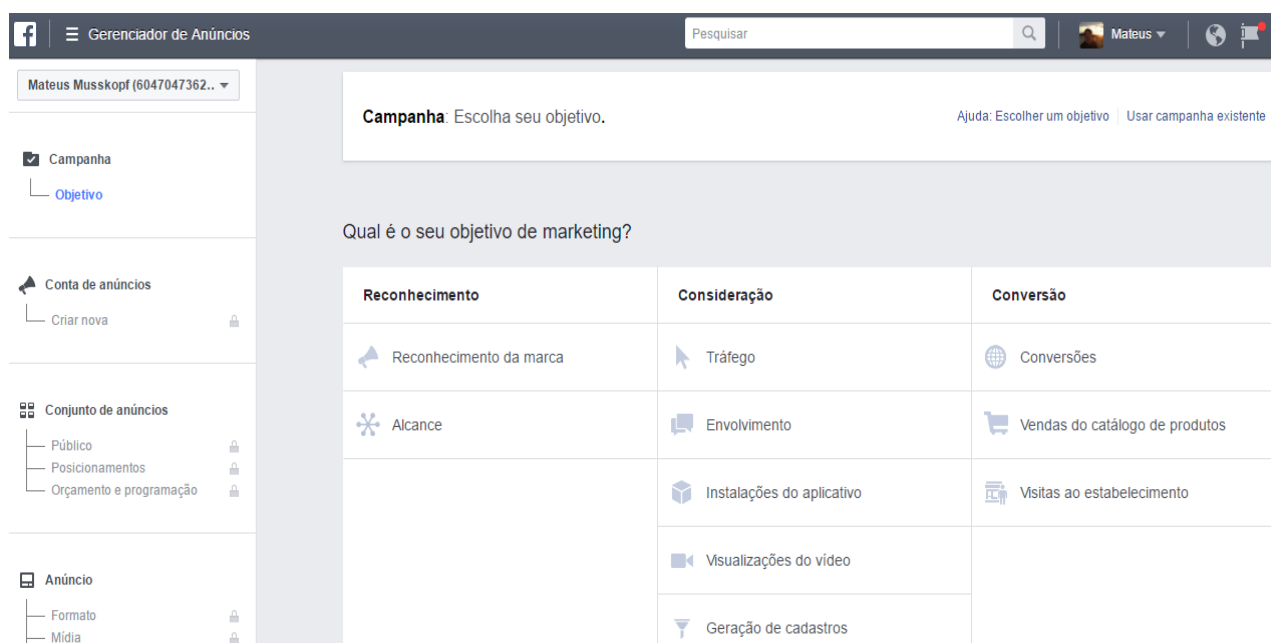 f
Gerenciador de Anúncios
Pesquisar
Mateus
Mateus Musskopf (6047047362..
Campanha
Objetivo
Conta de anúncios
Criar nova
Conjunto de anúncios
Público
Posicionamentos
Orçamento e programação
Anúncio
Formato
Mídia
Campanha: Escolha seu objetivo.
Ajuda: Escolher um objetivo
Usar campanha existente
Qual é o seu objetivo de marketing?
Reconhecimento
Reconhecimento da marca
Alcance
Consideração
Tráfego
Envolvimento
Instalações do aplicativo
Visualizações do vídeo
Geração de cadastros
Conversão
Conversões
Vendas do catálogo de produtos
Visitas ao estabelecimento